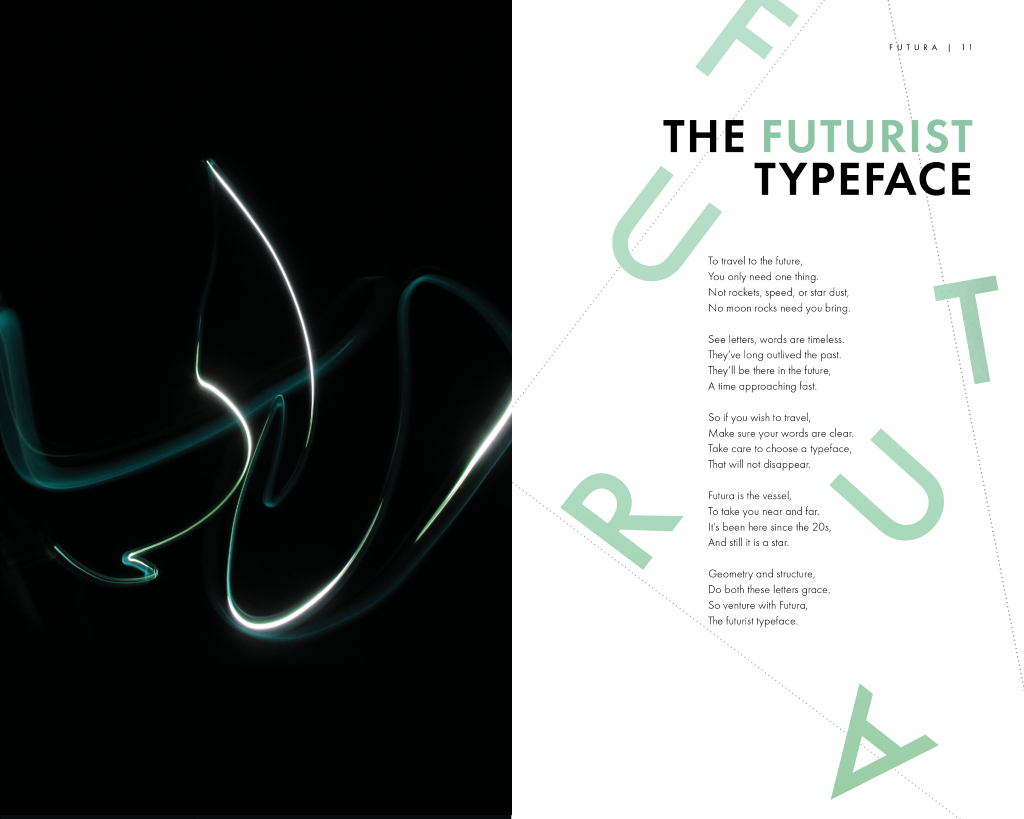 FUTURA | 11
THE FUTURIST
TYPEFACE
To travel to the future,
You only need one thing.
Not rockets, speed, or star dust,
No moon rocks need you bring.
See letters, words are timeless.
They've long outlived the past.
They'll be there in the future,
A time approaching fast.
So if you wish to travel,
Make sure your words are clear.
Take care to choose a typeface,
That will not disappear.
Futura is the vessel,
To take you near and far.
It's been here since the 20s,
And still it is a star.
Geometry and structure,
Do both these letters grace.
So venture with Futura,
The futurist typeface.
F
U
T
U
R
A